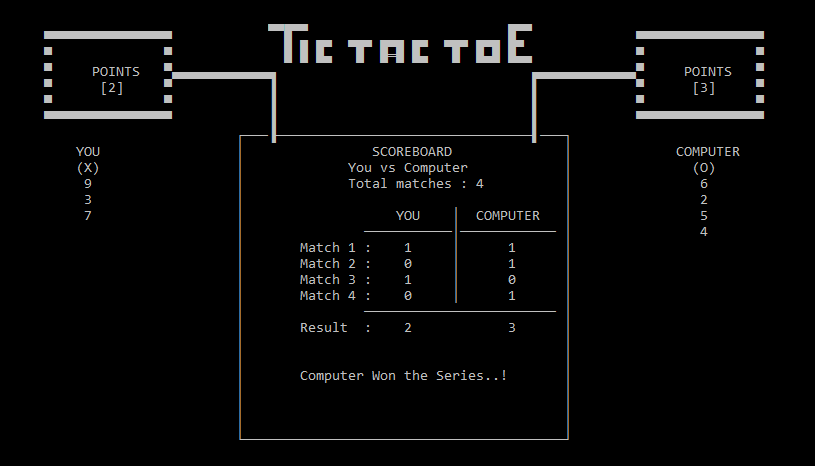 TIC TAC TOE
POINTS
[2]
POINTS
[3]
YOU
(X)
9
3
7
SCOREBOARD
You vs Computer
Total matches : 4
YOU COMPUTER
Match 1 : 1 1
Match 2 : 0 1
Match 3 : 1 0
Match 4 : 0 1
Result : 2 3
Computer Won the Series..!
COMPUTER
(O)
6
2
5
4